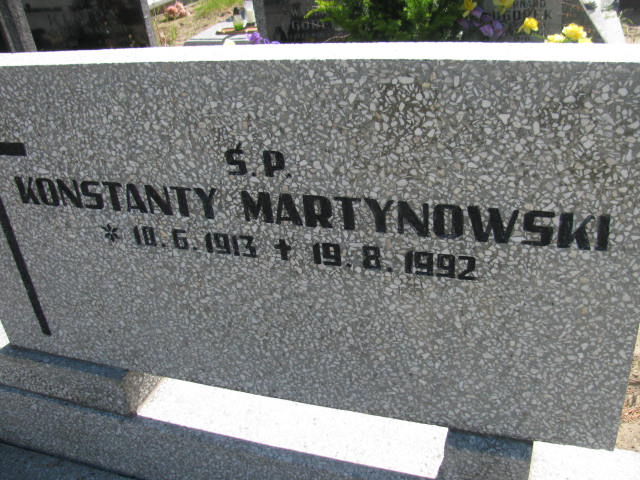 Ś.P.
KONSTANTY MARTYNOWSKI
* 10.6.1913 + 19.8.1992